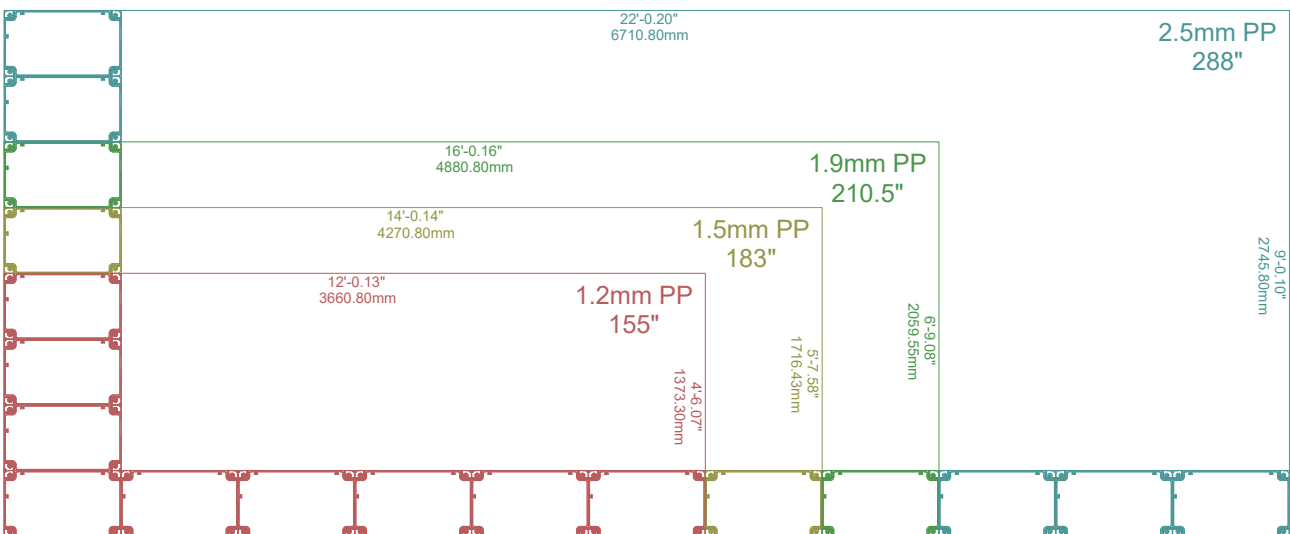 22'-0.20"
6710.80mm
2.5mm PP
288"
16'-0.16"
4880.80mm
1.9mm PP
210.5"
14'-0.14"
4270.80mm
1.5mm PP
183"
12'-0.13"
3660.80mm
1.2mm PP
155"
9'-0.10"
2745.80mm
6'-9.08"
2059.55mm
5'-7.58"
1716.43mm
4'-6.07"
1373.30mm